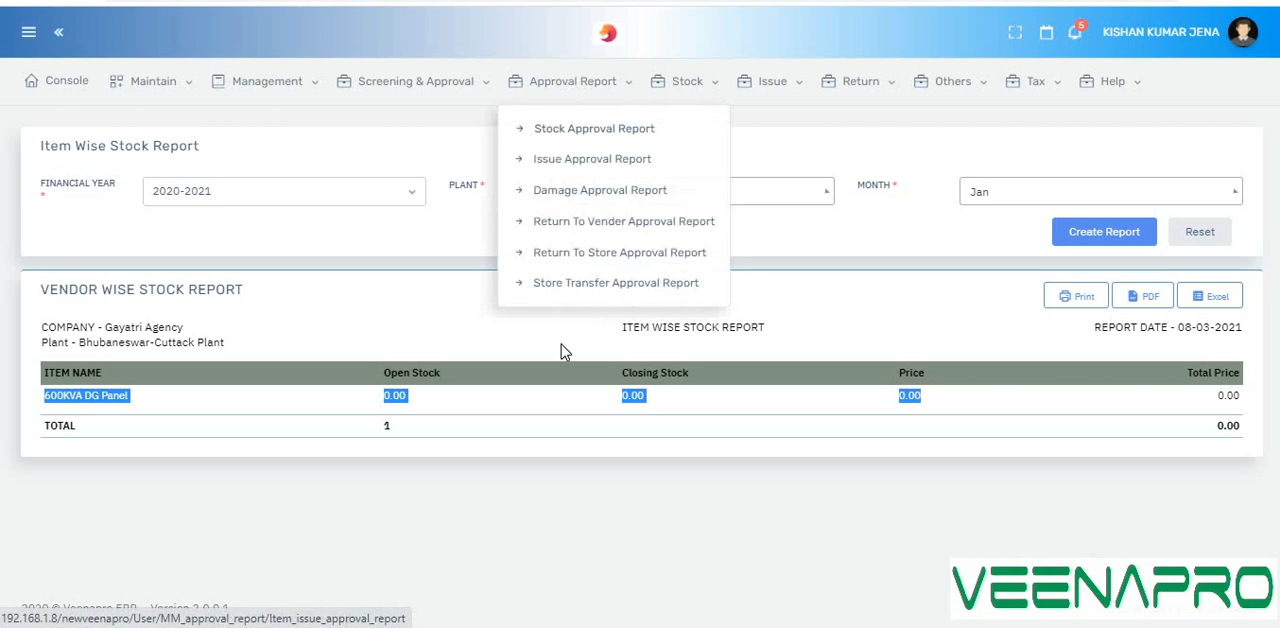 5 KISHAN KUMAR JENA
Console Maintain Management Screening & Approval Approval Report Stock Issue Return Others Tax Help
Item Wise Stock Report
FINANCIAL YEAR * 2020-2021 PLANT * MONTH * Jan
Stock Approval Report
Issue Approval Report
Damage Approval Report
Return To Vender Approval Report
Return To Store Approval Report
Store Transfer Approval Report
Create Report Reset
VENDOR WISE STOCK REPORT
Print PDF Excel
COMPANY - Gayatri Agency ITEM WISE STOCK REPORT REPORT DATE - 08-03-2021
Plant - Bhubaneswar-Cuttack Plant
ITEM NAME Open Stock Closing Stock Price Total Price
600KVA DG Panel 0.00 0.00 0.00 0.00
TOTAL 1 0.00
VEENAPRO
192.168.1.8/newveenapro/User/MM_approval_report/Item_issue_approval_report